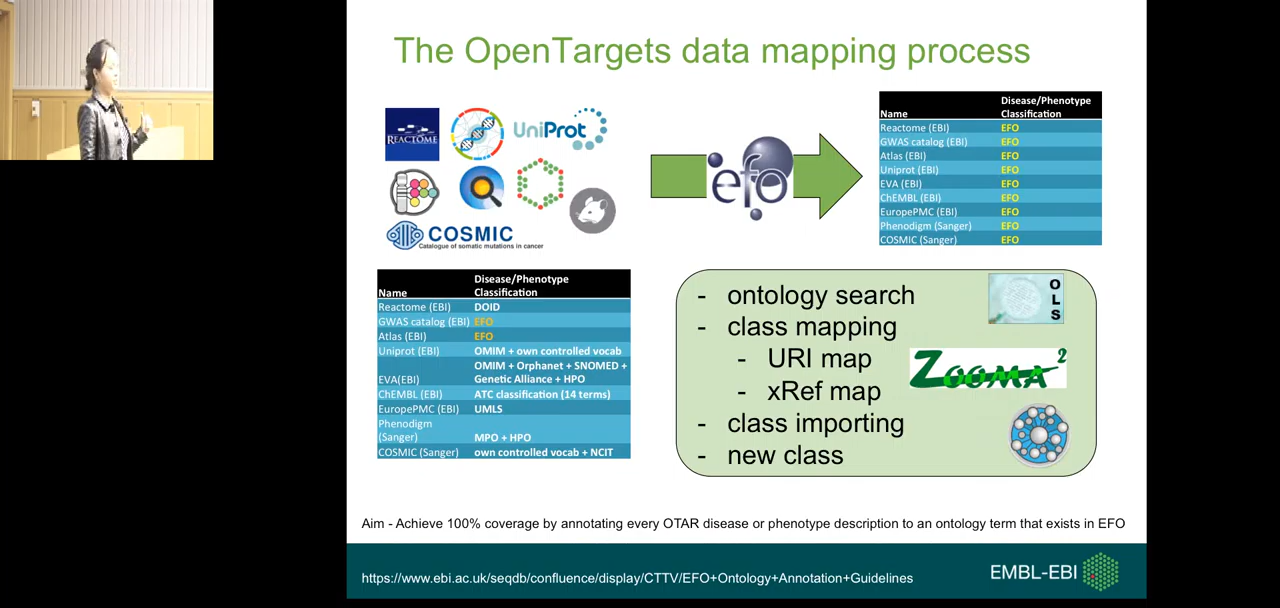 The OpenTargets data mapping process
REACTOME
UniProt
COSMIC
Catalogue of somatic mutations in cancer
efo
Name Disease/Phenotype Classification
Reactome (EBI) EFO
GWAS catalog (EBI) EFO
Atlas (EBI) EFO
Uniprot (EBI) EFO
EVA (EBI) EFO
ChEMBL (EBI) EFO
EuropePMC (EBI) EFO
Phenodigm (Sanger) EFO
COSMIC (Sanger) EFO
Name Disease/Phenotype Classification
Reactome (EBI) DOID
GWAS catalog (EBI) EFO
Atlas (EBI) EFO
Uniprot (EBI) OMIM + own controlled vocab
EVA(EBI) OMIM + Orphanet + SNOMED + Genetic Alliance + HPO
ChEMBL (EBI) ATC classification (14 terms)
EuropePMC (EBI) UMLS
Phenodigm (Sanger) MPO + HPO
COSMIC (Sanger) own controlled vocab + NCIT
- ontology search
- class mapping
- URI map
- xRef map
- class importing
- new class
OLS
ZOOMA 2
Aim - Achieve 100% coverage by annotating every OTAR disease or phenotype description to an ontology term that exists in EFO
https://www.ebi.ac.uk/seqdb/confluence/display/CTTV/EFO+Ontology+Annotation+Guidelines
EMBL-EBI